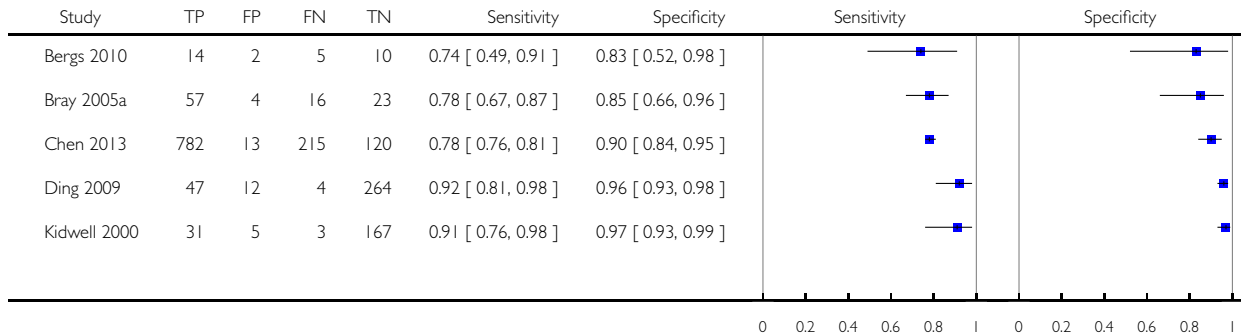 Study TP FP FN TN Sensitivity Specificity Sensitivity Specificity
Bergs 2010 14 2 5 10 0.74 [ 0.49, 0.91 ] 0.83 [ 0.52, 0.98 ]
Bray 2005a 57 4 16 23 0.78 [ 0.67, 0.87 ] 0.85 [ 0.66, 0.96 ]
Chen 2013 782 13 215 120 0.78 [ 0.76, 0.81 ] 0.90 [ 0.84, 0.95 ]
Ding 2009 47 12 4 264 0.92 [ 0.81, 0.98 ] 0.96 [ 0.93, 0.98 ]
Kidwell 2000 31 5 3 167 0.91 [ 0.76, 0.98 ] 0.97 [ 0.93, 0.99 ]
0 0.2 0.4 0.6 0.8 1 0 0.2 0.4 0.6 0.8 1